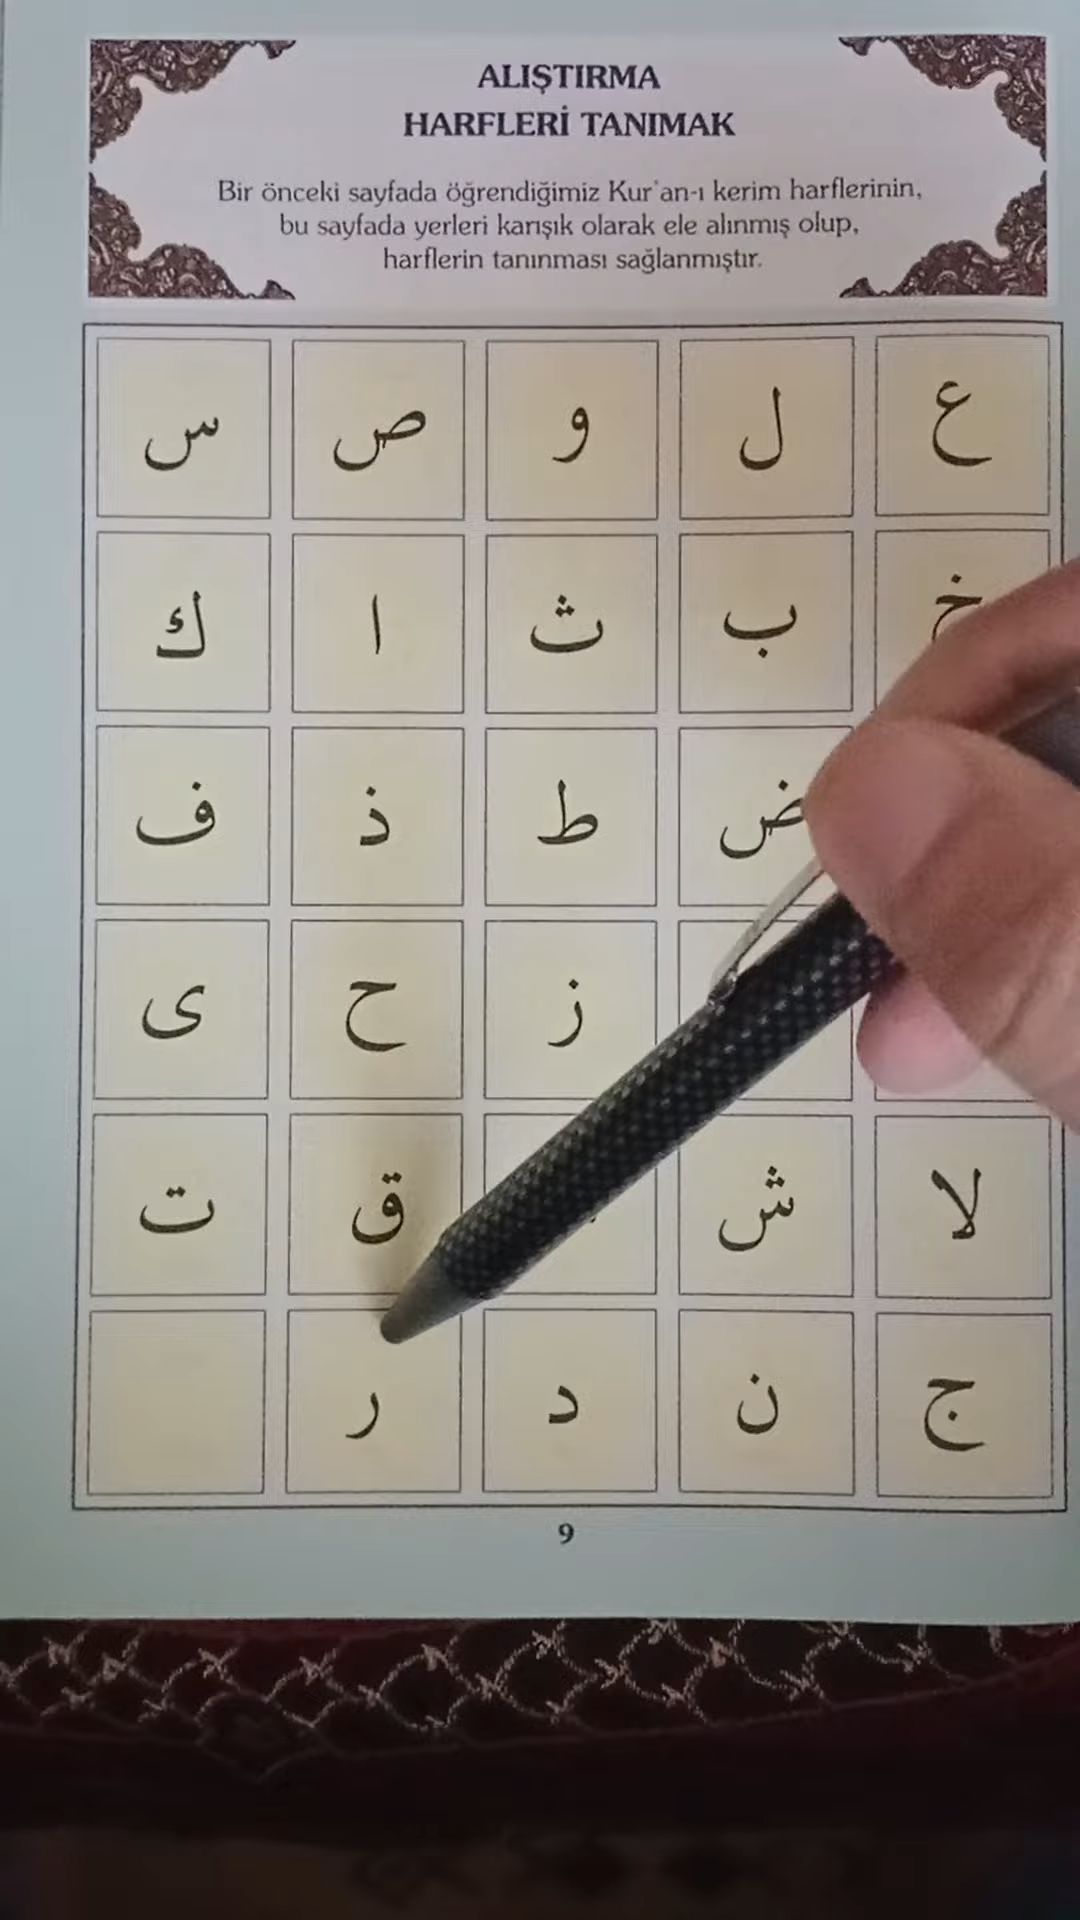 ALIŞTIRMA
HARFLERİ TANIMAK
Bir önceki sayfada öğrendiğimiz Kur'an-ı kerim harflerinin,
bu sayfada yerleri karışık olarak ele alınmış olup,
harflerin tanınması sağlanmıştır.
ع ل و ص س
خ ب ث ا ك
ض ط ذ ف
ز ح ى
لا ش ق ت
ج ن د ر
9